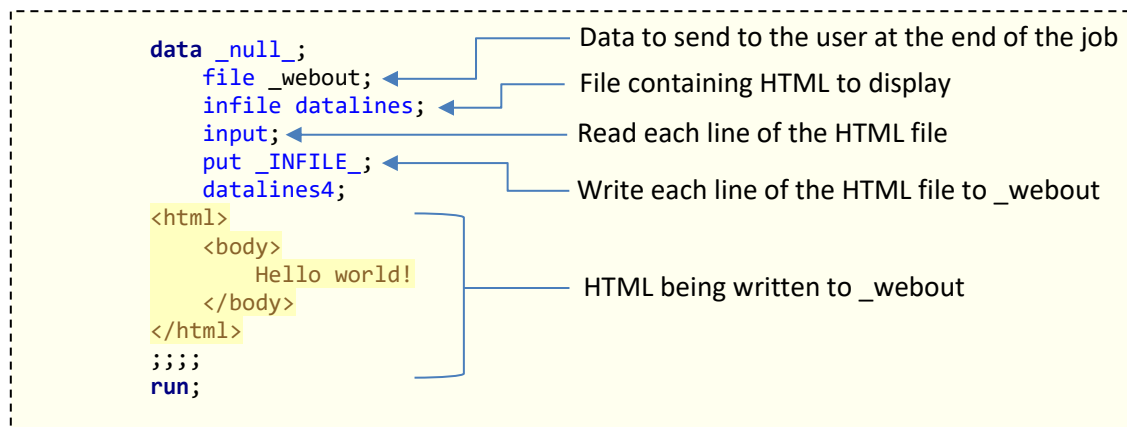 data _null_;
Data to send to the user at the end of the job
file _webout;
File containing HTML to display
infile datalines;
input;
Read each line of the HTML file
put _INFILE_;
Write each line of the HTML file to _webout
datalines4;
<html>
<body>
Hello world!
HTML being written to _webout
</body>
</html>
;;;;
run;